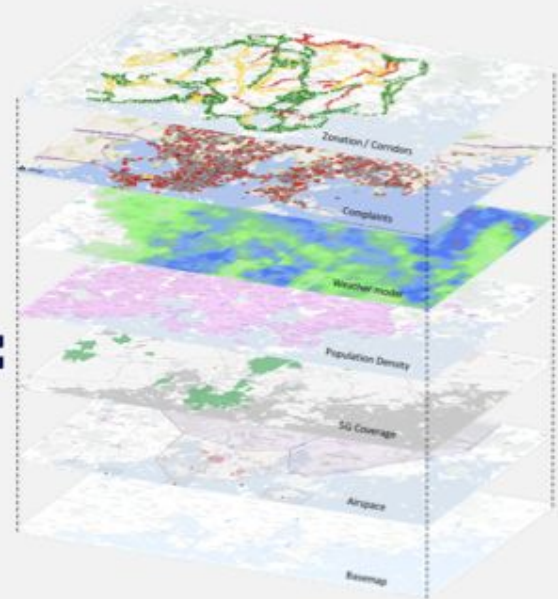 Zonation / Corridors
Complaints
Weather model
Population Density
5G Coverage
Airspace
Basemap